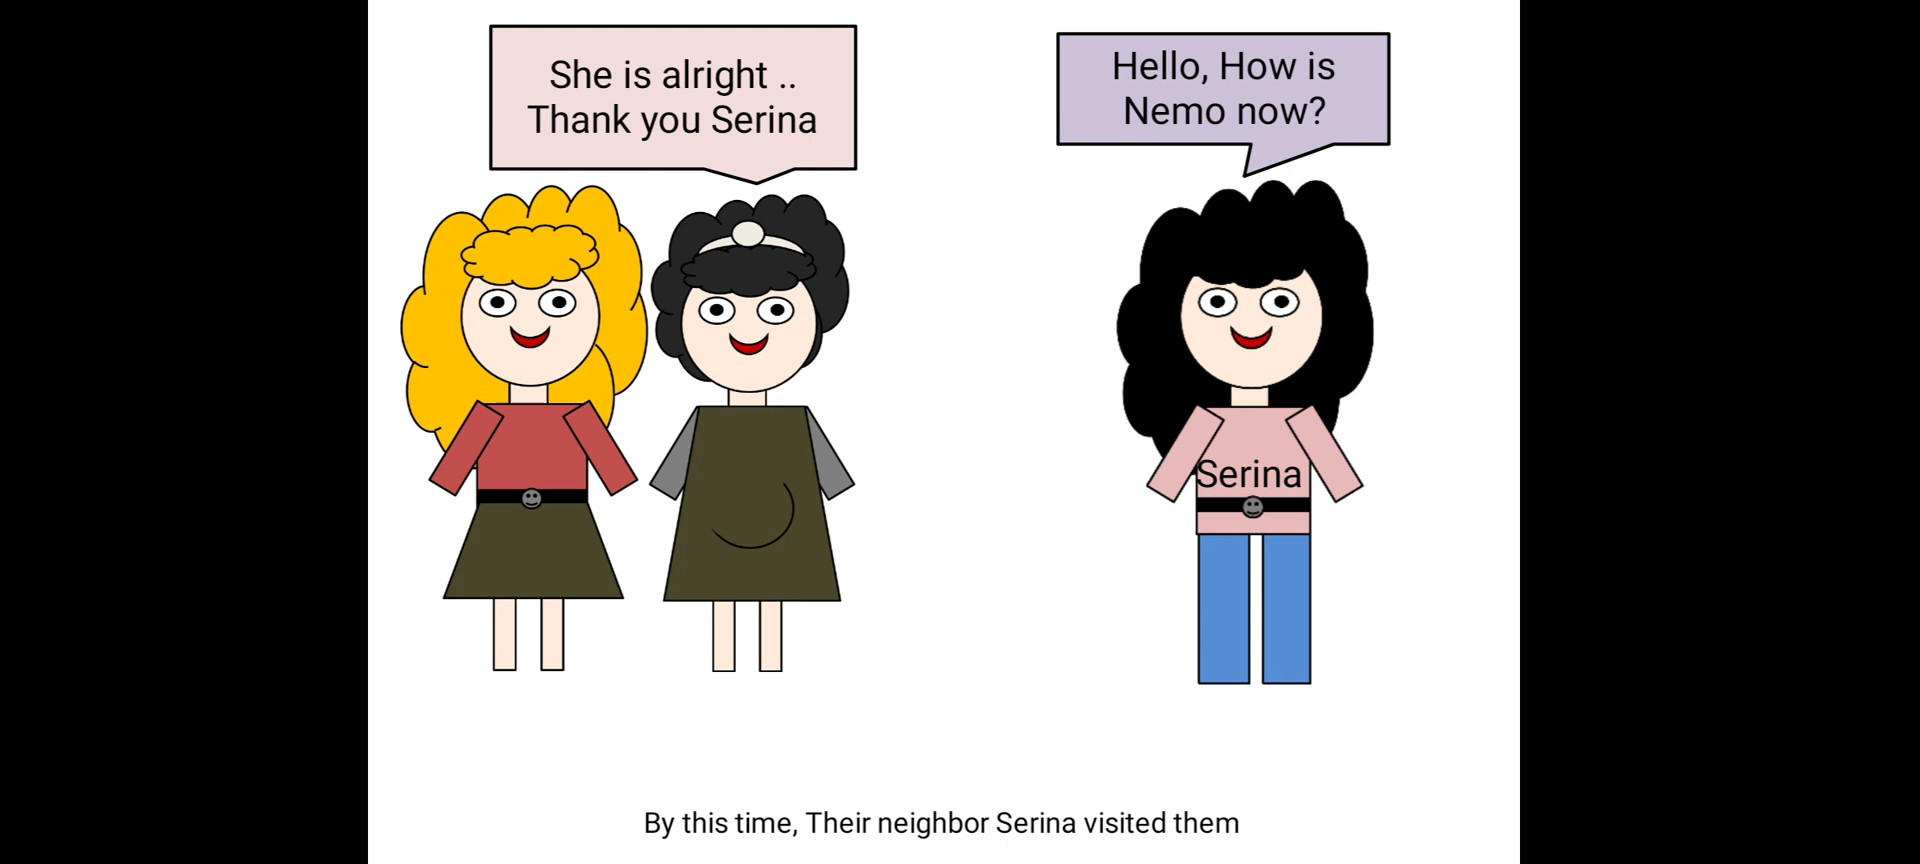 She is alright ..
Thank you Serina
Hello, How is
Nemo now?
Serina
By this time, Their neighbor Serina visited them